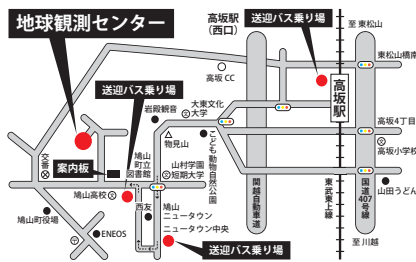 地球観測センター
高坂駅
(西口)
送迎バス乗り場
至 東松山
東松山橋南
高坂 CC
送迎バス乗り場
岩殿観音
大東文化
大学
高坂駅
高坂4丁目
物見山
こども動物自然公園
高坂小学校
交番
案内板
鳩山
町立
図書館
山村学園
短期大学
鳩山高校
関越自動車道
東武東上線
国道
407
号線
山田うどん
鳩山町役場
西友
鳩山
ニュータウン
ニュータウン中央
ENEOS
送迎バス乗り場
至 川越